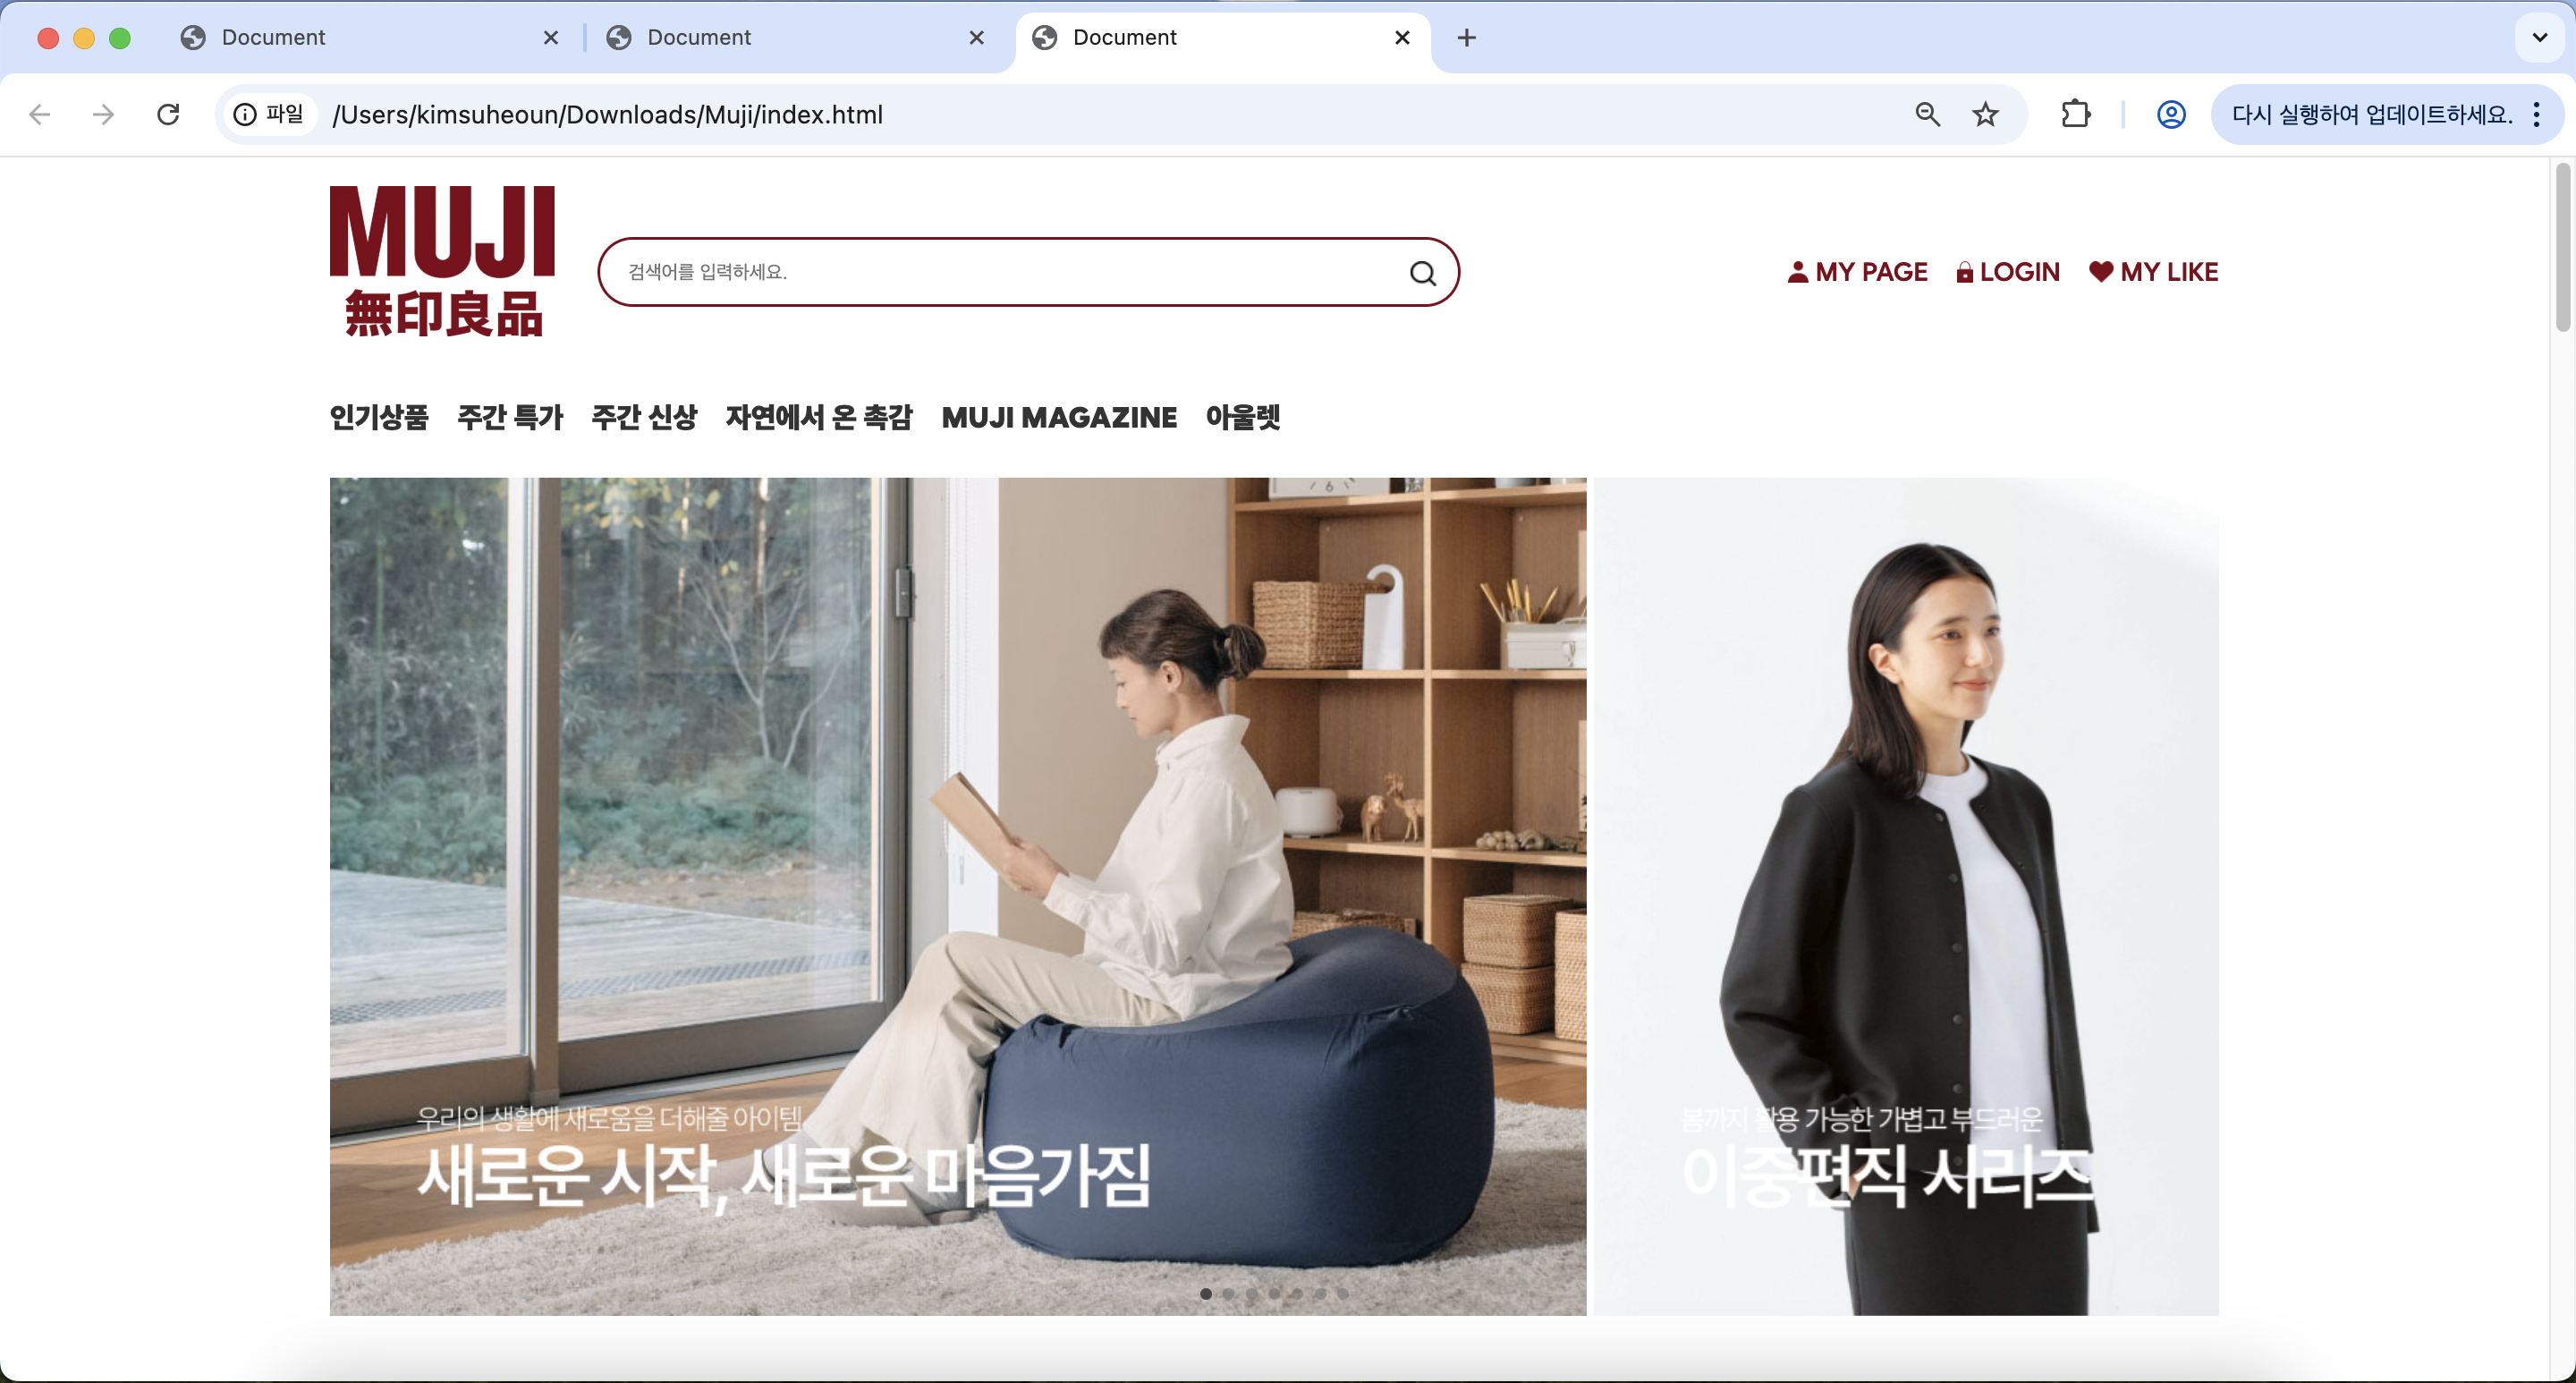 Document
Document
Document
파일
/Users/kimsuheoun/Downloads/Muji/index.html
다시 실행하여 업데이트하세요.
MUJI
無印良品
검색어를 입력하세요.
MY PAGE
LOGIN
MY LIKE
인기상품
주간 특가
주간 신상
자연에서 온 촉감
MUJI MAGAZINE
아울렛
우리의 생활에 새로움을 더해줄 아이템
새로운 시작, 새로운 마음가짐
봄까지 활용 가능한 가볍고 부드러운
이중편직 시리즈